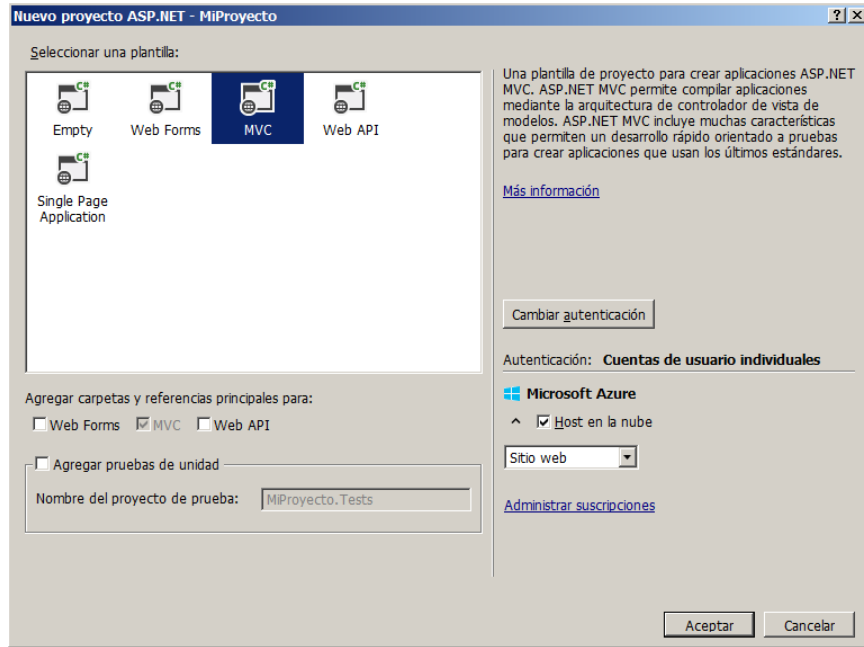 Nuevo proyecto ASP.NET - MiProyecto
Seleccionar una plantilla:
C# C# C# C#
Empty Web Forms MVC Web API
C#
Single Page
Application
Una plantilla de proyecto para crear aplicaciones ASP.NET
MVC. ASP.NET MVC permite compilar aplicaciones
mediante la arquitectura de controlador de vista de
modelos. ASP.NET MVC incluye muchas características
que permiten un desarrollo rápido orientado a pruebas
para crear aplicaciones que usan los últimos estándares.
Más información
Cambiar autenticación
Autenticación: Cuentas de usuario individuales
Agregar carpetas y referencias principales para:
Web Forms MVC Web API
Agregar pruebas de unidad
Nombre del proyecto de prueba: MiProyecto.Tests
Microsoft Azure
Host en la nube
Sitio web
Administrar suscripciones
Aceptar Cancelar